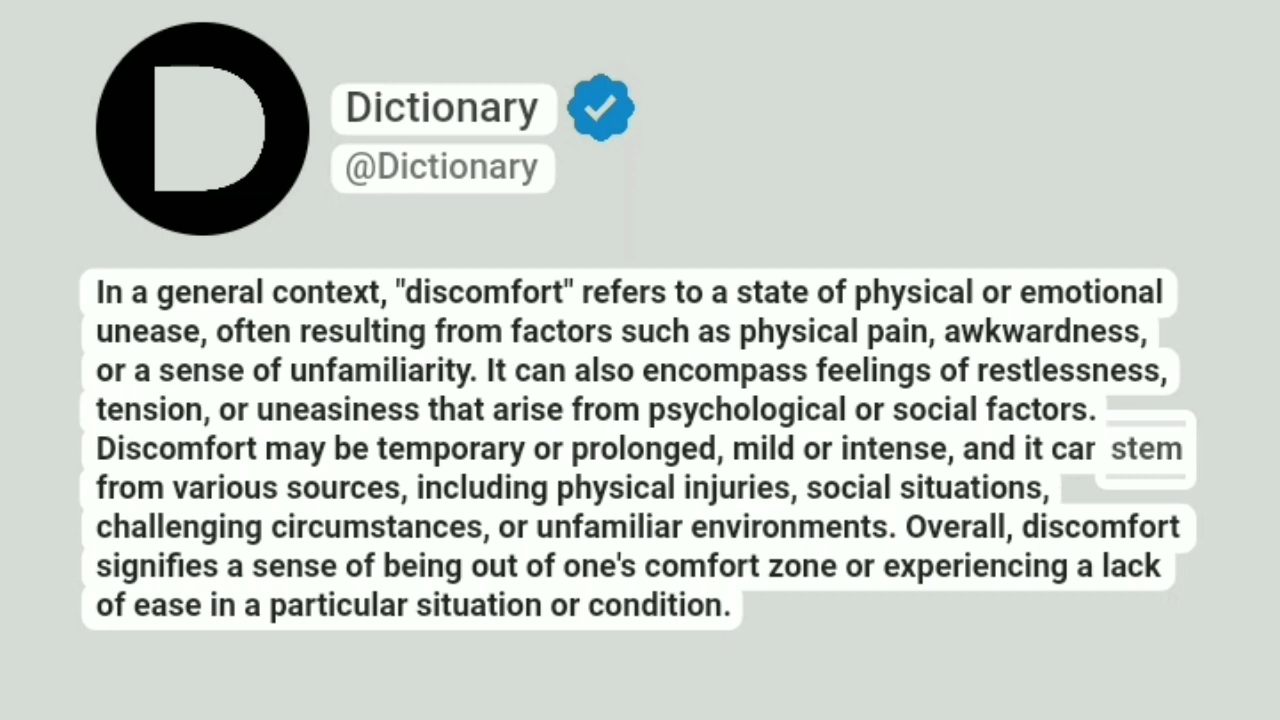 D
Dictionary
@Dictionary
In a general context, "discomfort" refers to a state of physical or emotional
unease, often resulting from factors such as physical pain, awkwardness,
or a sense of unfamiliarity. It can also encompass feelings of restlessness,
tension, or uneasiness that arise from psychological or social factors.
Discomfort may be temporary or prolonged, mild or intense, and it car stem
from various sources, including physical injuries, social situations,
challenging circumstances, or unfamiliar environments. Overall, discomfort
signifies a sense of being out of one's comfort zone or experiencing a lack
of ease in a particular situation or condition.